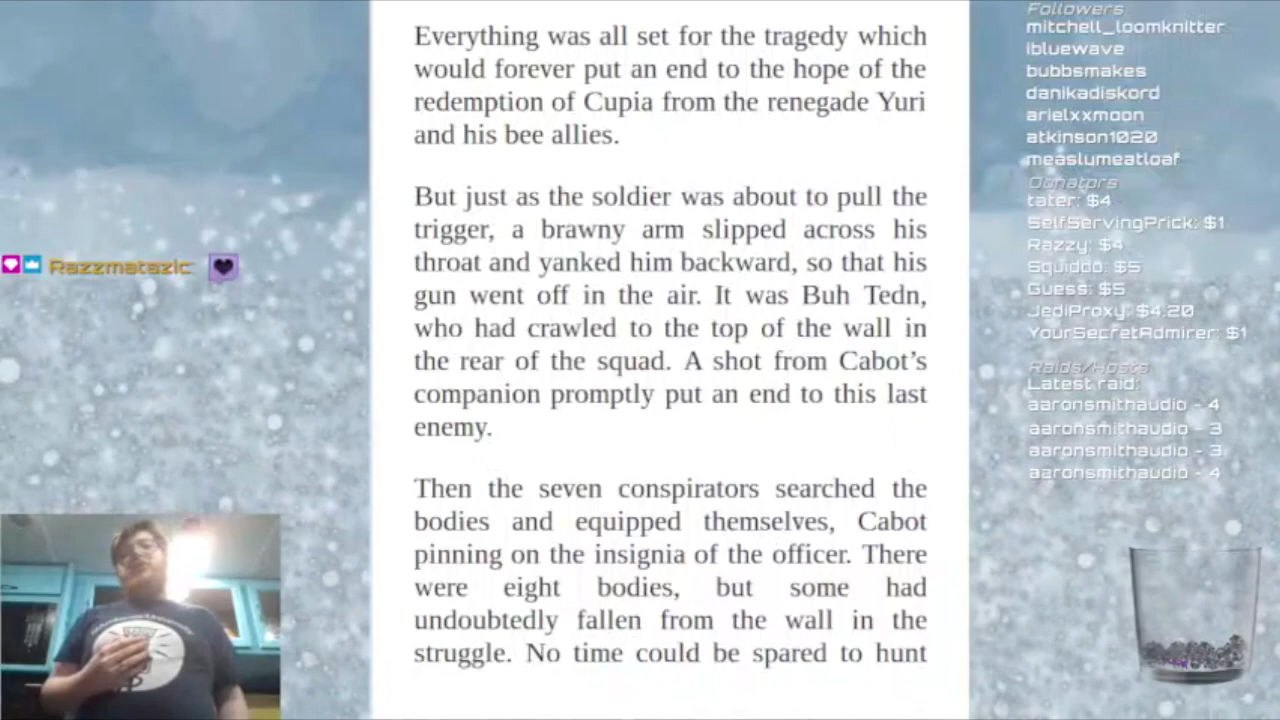 Everything was all set for the tragedy which
would forever put an end to the hope of the
redemption of Cupia from the renegade Yuri
and his bee allies.
But just as the soldier was about to pull the
trigger, a brawny arm slipped across his
throat and yanked him backward, so that his
gun went off in the air. It was Buh Tedn,
who had crawled to the top of the wall in
the rear of the squad. A shot from Cabot’s
companion promptly put an end to this last
enemy.
Then the seven conspirators searched the
bodies and equipped themselves, Cabot
pinning on the insignia of the officer. There
were eight bodies, but some had
undoubtedly fallen from the wall in the
struggle. No time could be spared to hunt
Razzmatazic
Followers
mitchell_loomknitter
ibluewave
bubbsmakes
danikadiskord
arielxxmoon
atkinson1020
measlumeatloaf
Donators
tater: $4
SelfServingPrick: $1
Razzy: $4
Squiddo: $5
Guess: $5
JediProxy: $4.20
YourSecretAdmirer: $1
Raids/Hosts
Latest raid:
aaronsmithaudio - 4
aaronsmithaudio - 3
aaronsmithaudio - 3
aaronsmithaudio - 4